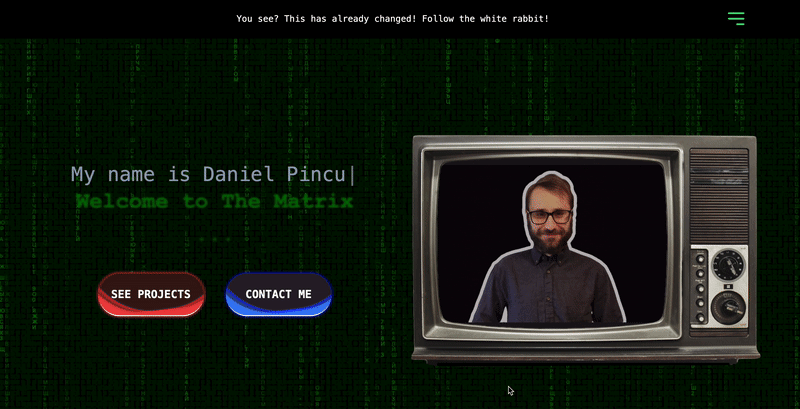 You see? This has already changed! Follow the white rabbit!
My name is Daniel Pincu|
Welcome to The Matrix
SEE PROJECTS
CONTACT ME